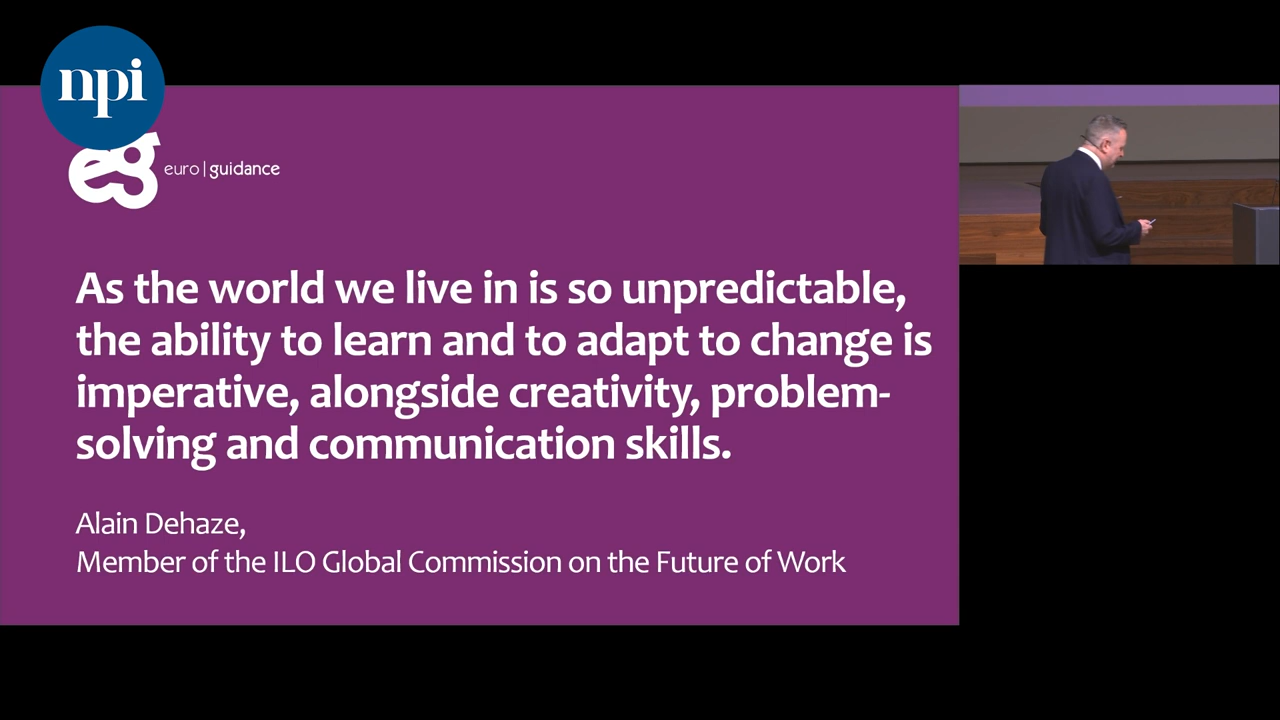 npi
eg euro|guidance
As the world we live in is so unpredictable,
the ability to learn and to adapt to change is
imperative, alongside creativity, problem-
solving and communication skills.
Alain Dehaze,
Member of the ILO Global Commission on the Future of Work